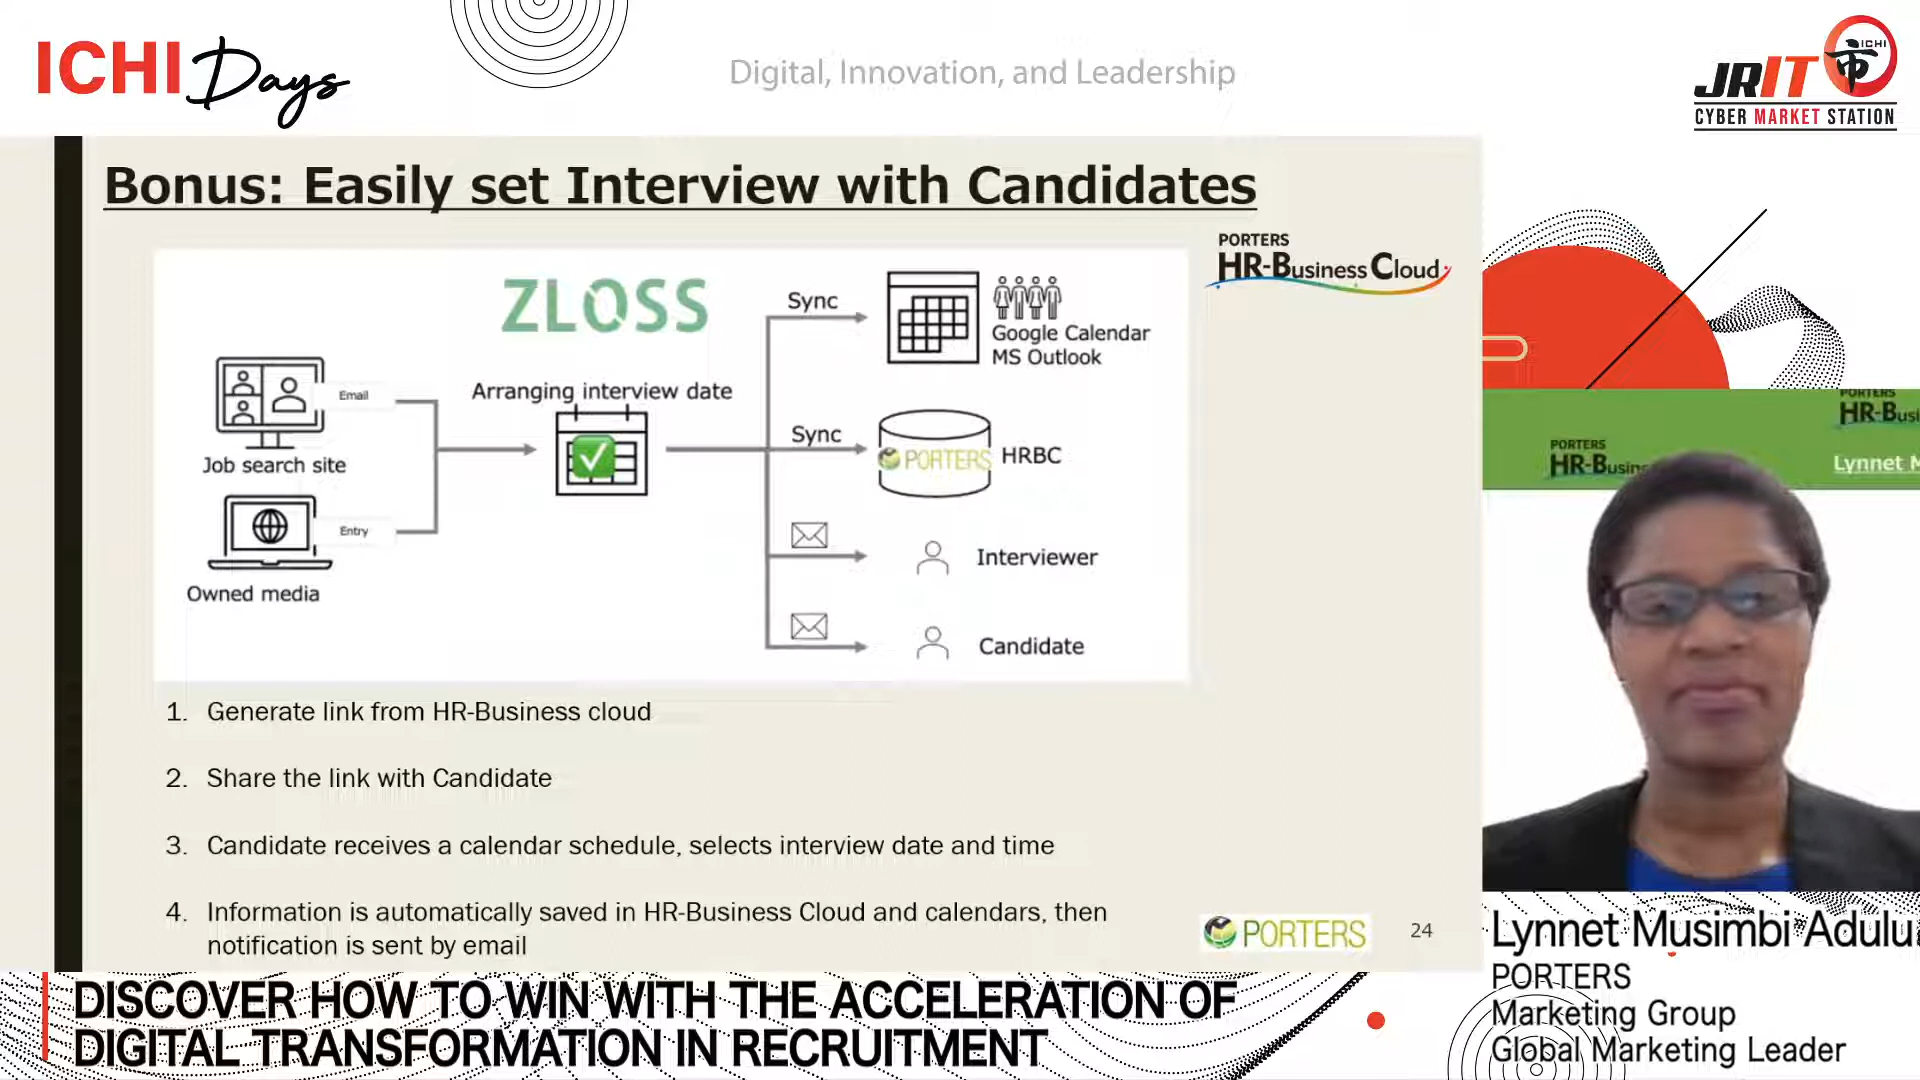 ICHI Days
Digital, Innovation, and Leadership
ICHI
市
JRIT
CYBER MARKET STATION
Bonus: Easily set Interview with Candidates
PORTERS
HR-Business Cloud
ZLOSS
Sync
Google Calendar
MS Outlook
Email
Arranging interview date
Job search site
Sync
PORTERS
HRBC
Entry
Interviewer
Owned media
Candidate
1. Generate link from HR-Business cloud
2. Share the link with Candidate
3. Candidate receives a calendar schedule, selects interview date and time
4. Information is automatically saved in HR-Business Cloud and calendars, then
notification is sent by email
PORTERS
24
PORTERS
HR-Busi
PORTERS
HR-Busin
Lynnet M
Lynnet Musimbi Adulu
PORTERS
Marketing Group
Global Marketing Leader
DISCOVER HOW TO WIN WITH THE ACCELERATION OF
DIGITAL TRANSFORMATION IN RECRUITMENT